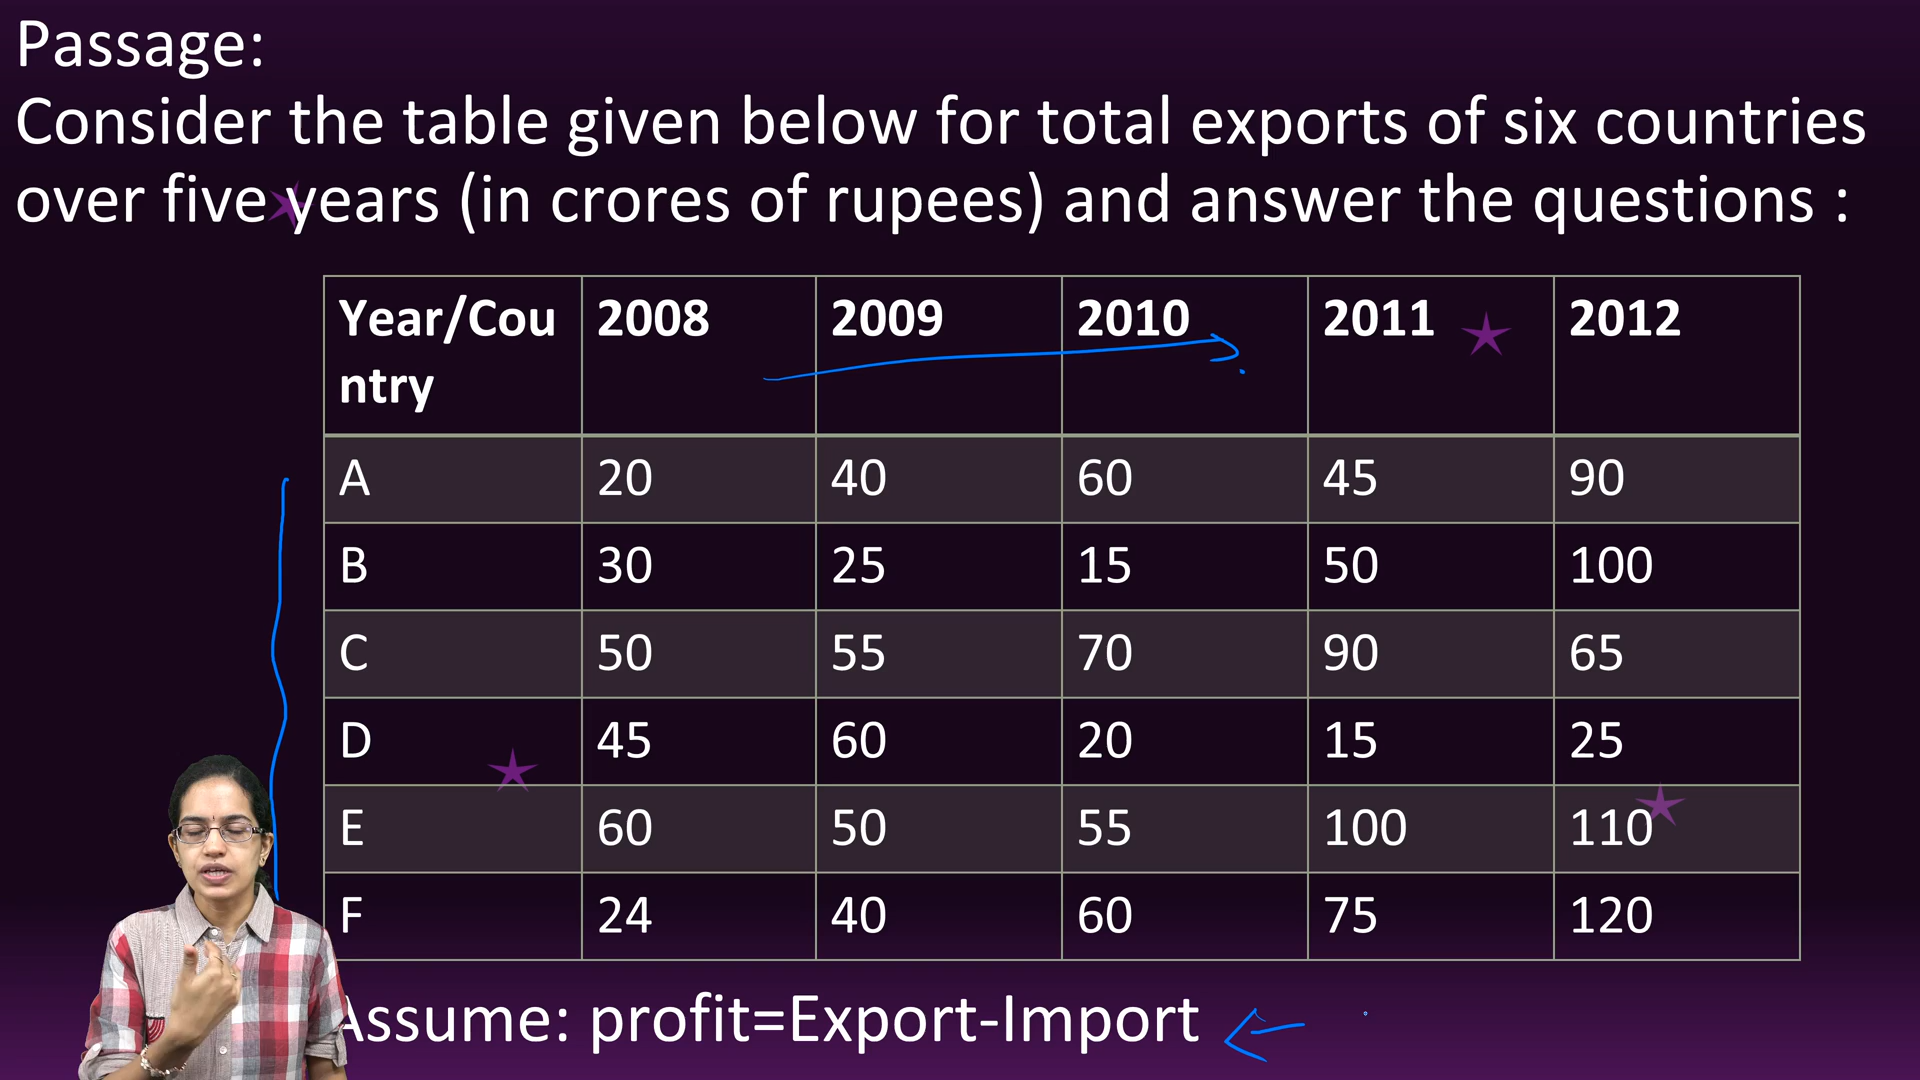 Passage:
Consider the table given below for total exports of six countries
over five years (in crores of rupees) and answer the questions :
Year/Cou 2008 2009 2010 2011 2012
ntry
A 20 40 60 45 90
B 30 25 15 50 100
C 50 55 70 90 65
D 45 60 20 15 25
E 60 50 55 100 110
F 24 40 60 75 120
Assume: profit=Export-Import